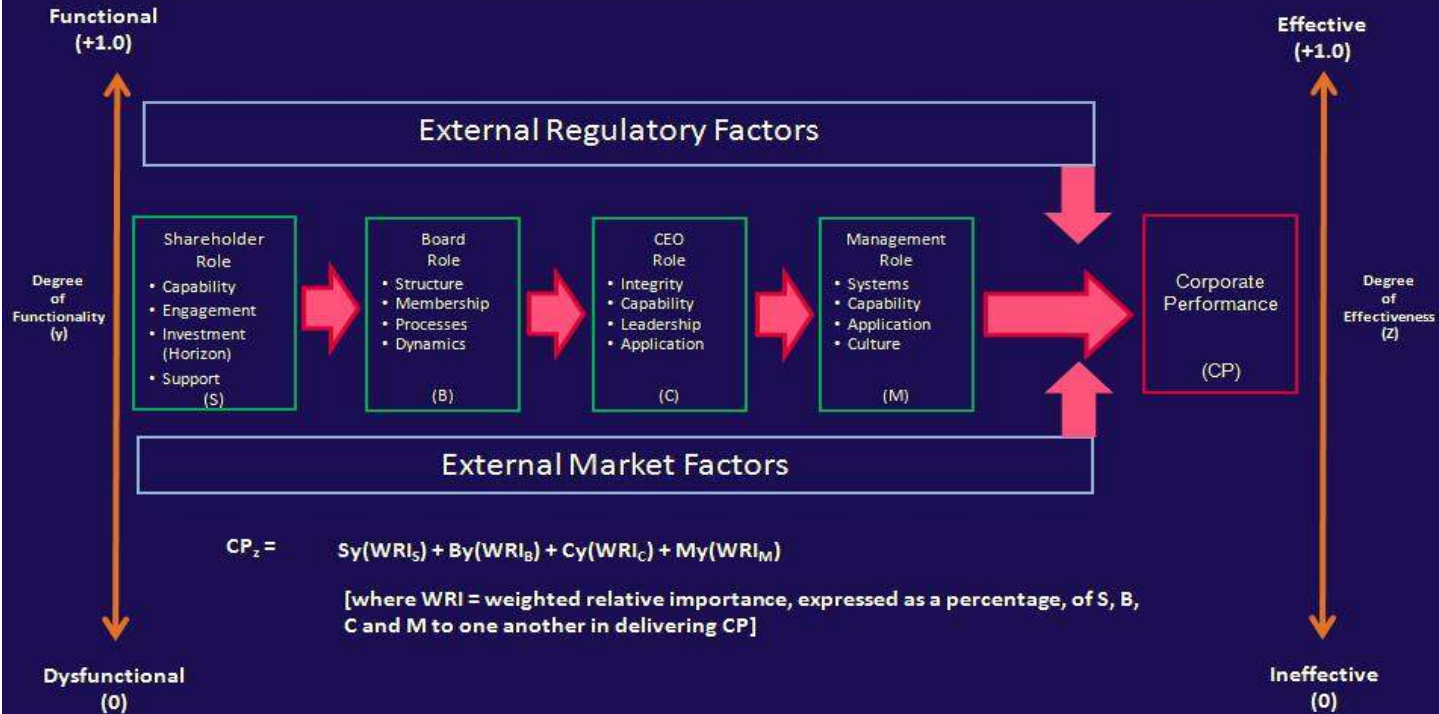 Functional
(+1.0)
Effective
(+1.0)
External Regulatory Factors
Degree
of
Functionality
(y)
Shareholder
Role
• Capability
• Engagement
• Investment
(Horizon)
• Support
(S)
Board
Role
• Structure
• Membership
• Processes
• Dynamics
(B)
CEO
Role
• Integrity
• Capability
• Leadership
• Application
(C)
Management
Role
• Systems
• Capability
• Application
• Culture
(M)
Corporate
Performance
(CP)
Degree
of
Effectiveness
(Z)
External Market Factors
CPz = Sy(WRIS) + By(WRIB) + Cy(WRIC) + My(WRIM)
[where WRI = weighted relative importance, expressed as a percentage, of S, B,
C and M to one another in delivering CP]
Dysfunctional
(0)
Ineffective
(0)